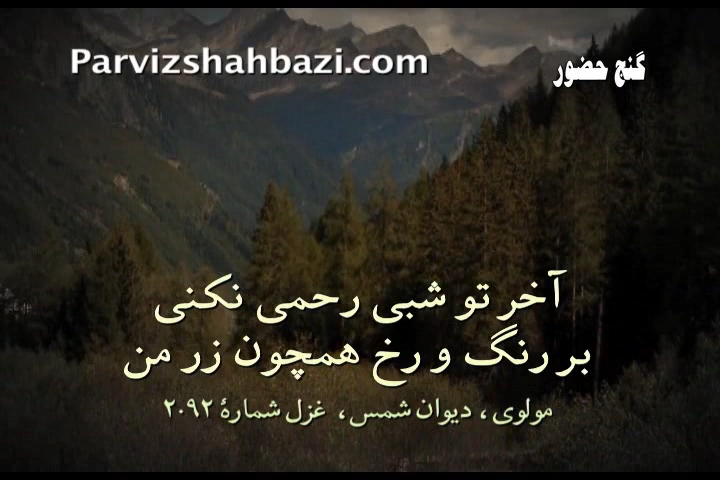 Parvizshahbazi.com
گنج حضور
آخر تو شبی رحمی نکنی
بر رنگ و رخ همچون زر من
مولوی، دیوان شمس، غزل شمارهٔ ۲۰۹۲